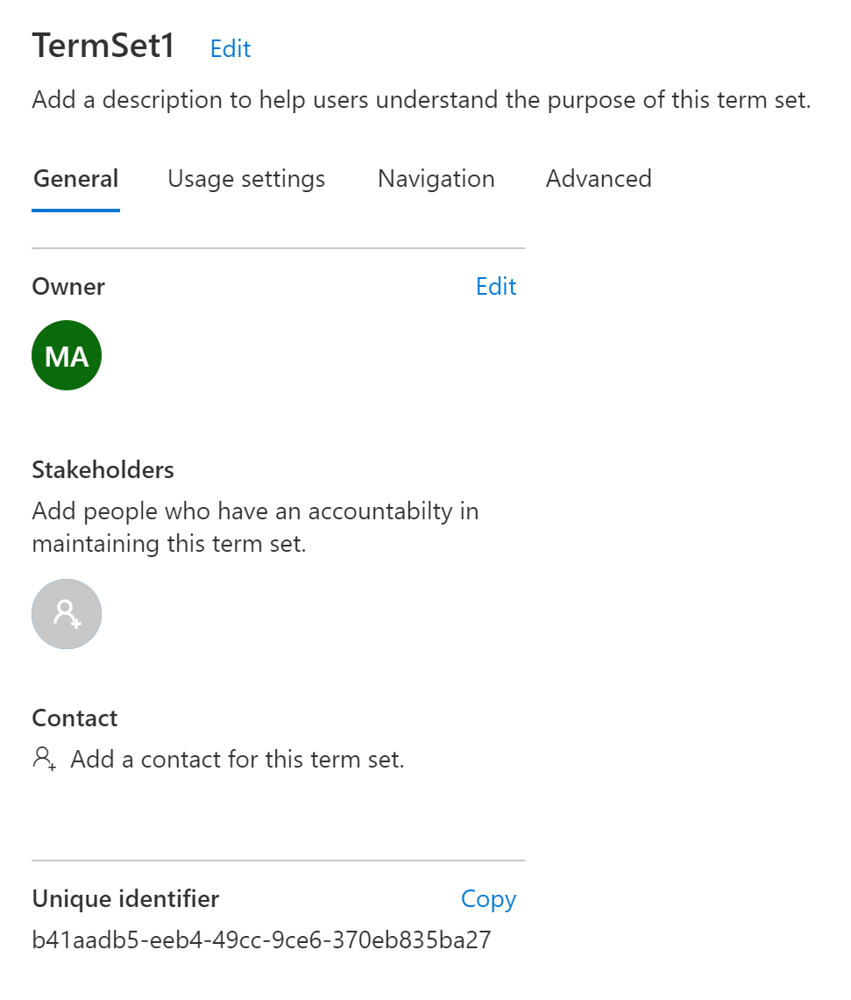 TermSet1 Edit
Add a description to help users understand the purpose of this term set.
General Usage settings Navigation Advanced
Owner Edit
MA
Stakeholders
Add people who have an accountabilty in
maintaining this term set.
Contact
Add a contact for this term set.
Unique identifier Copy
b41aadb5-eeb4-49cc-9ce6-370eb835ba27